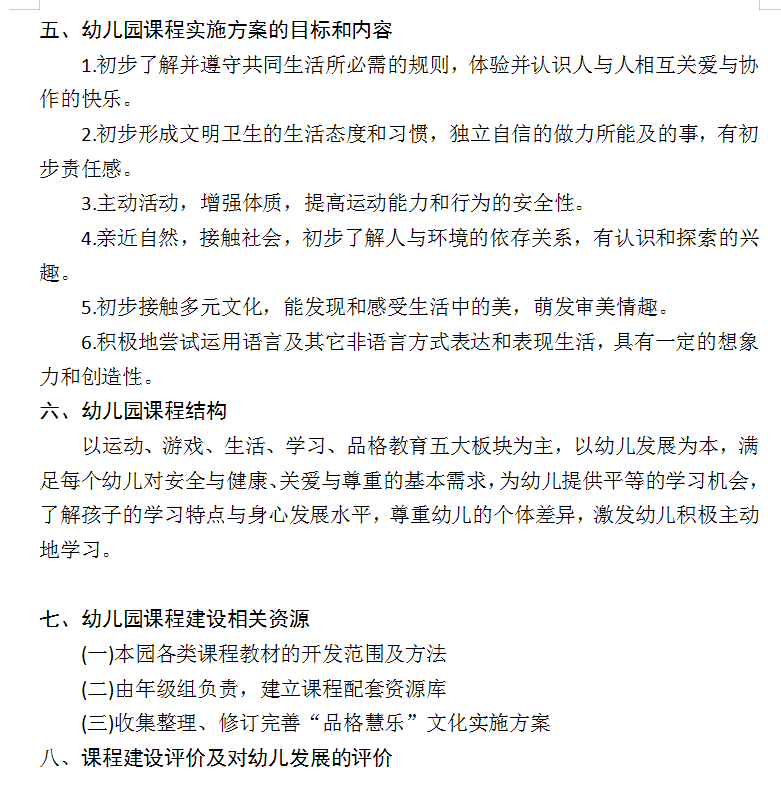 五、幼儿园课程实施方案的目标和内容
1.初步了解并遵守共同生活所必需的规则，体验并认识人与人相互关爱与协
作的快乐。
2.初步形成文明卫生的生活态度和习惯，独立自信的做力所能及的事，有初
步责任感。
3.主动活动，增强体质，提高运动能力和行为的安全性。
4.亲近自然，接触社会，初步了解人与环境的依存关系，有认识和探索的兴
趣。
5.初步接触多元文化，能发现和感受生活中的美，萌发审美情趣。
6.积极地尝试运用语言及其它非语言方式表达和表现生活，具有一定的想象
力和创造性。
六、幼儿园课程结构
以运动、游戏、生活、学习、品格教育五大板块为主，以幼儿发展为本，满
足每个幼儿对安全与健康、关爱与尊重的基本需求，为幼儿提供平等的学习机会，
了解孩子的学习特点与身心发展水平，尊重幼儿的个体差异，激发幼儿积极主动
地学习。
七、幼儿园课程建设相关资源
(一)本园各类课程教材的开发范围及方法
(二)由年级组负责，建立课程配套资源库
(三)收集整理、修订完善“品格慧乐”文化实施方案
八、课程建设评价及对幼儿发展的评价